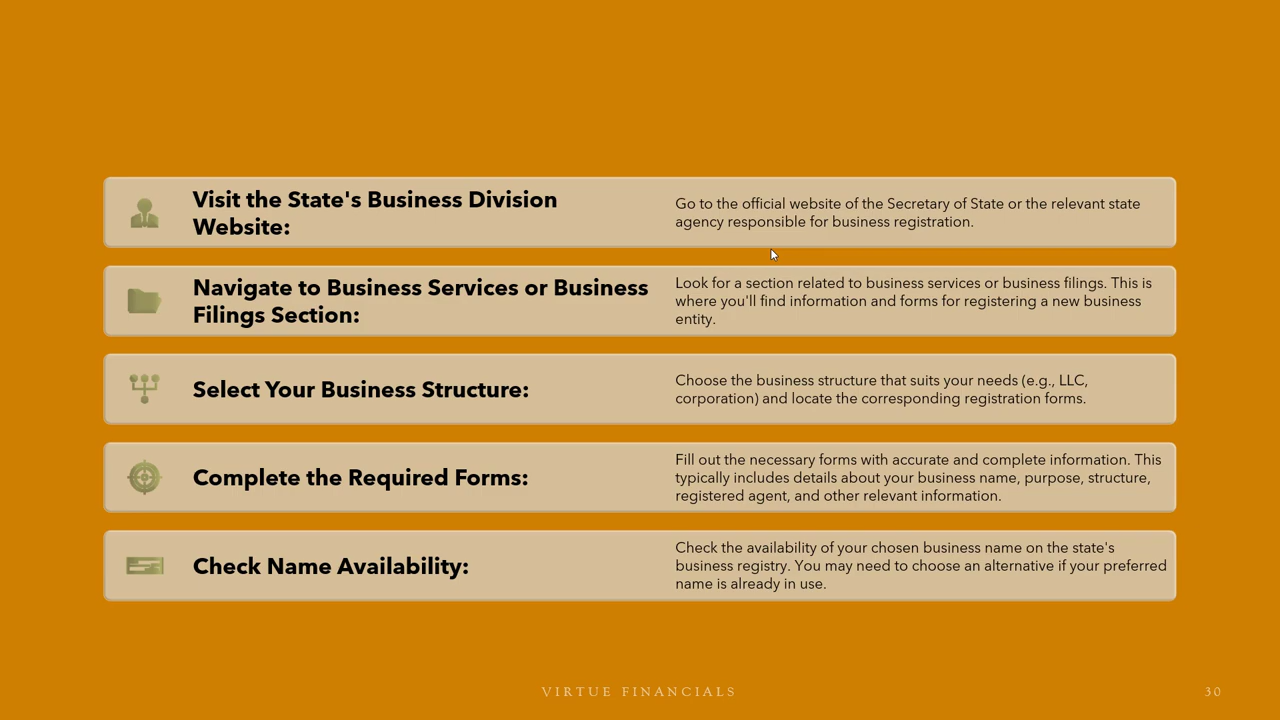 Visit the State's Business Division
Website:
Go to the official website of the Secretary of State or the relevant state
agency responsible for business registration.
Navigate to Business Services or Business
Filings Section:
Look for a section related to business services or business filings. This is
where you'll find information and forms for registering a new business
entity.
Select Your Business Structure:
Choose the business structure that suits your needs (e.g., LLC,
corporation) and locate the corresponding registration forms.
Complete the Required Forms:
Fill out the necessary forms with accurate and complete information. This
typically includes details about your business name, purpose, structure,
registered agent, and other relevant information.
Check Name Availability:
Check the availability of your chosen business name on the state's
business registry. You may need to choose an alternative if your preferred
name is already in use.
VIRTUE FINANCIALS
30